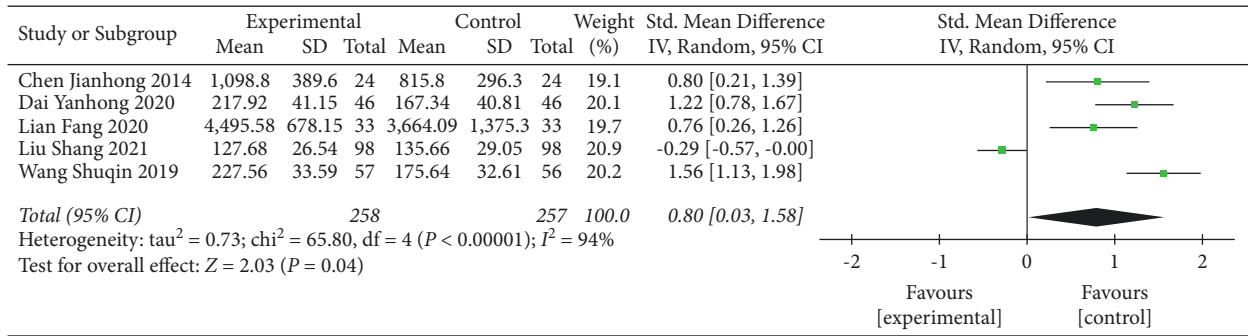 Study or Subgroup Experimental Control Weight (%) Std. Mean Difference IV, Random, 95% CI Std. Mean Difference IV, Random, 95% CI
Mean SD Total Mean SD Total
Chen Jianhong 2014 1,098.8 389.6 24 815.8 296.3 24 19.1 0.80 [0.21, 1.39]
Dai Yanhong 2020 217.92 41.15 46 167.34 40.81 46 20.1 1.22 [0.78, 1.67]
Lian Fang 2020 4,495.58 678.15 33 3,664.09 1,375.3 33 19.7 0.76 [0.26, 1.26]
Liu Shang 2021 127.68 26.54 98 135.66 29.05 98 20.9 -0.29 [-0.57, -0.00]
Wang Shuqin 2019 227.56 33.59 57 175.64 32.61 56 20.2 1.56 [1.13, 1.98]
Total (95% CI) 258 257 100.0 0.80 [0.03, 1.58]
Heterogeneity: tau² = 0.73; chi² = 65.80, df = 4 (P < 0.00001); I² = 94%
Test for overall effect: Z = 2.03 (P = 0.04)
-2 -1 0 1 2
Favours [experimental] Favours [control]